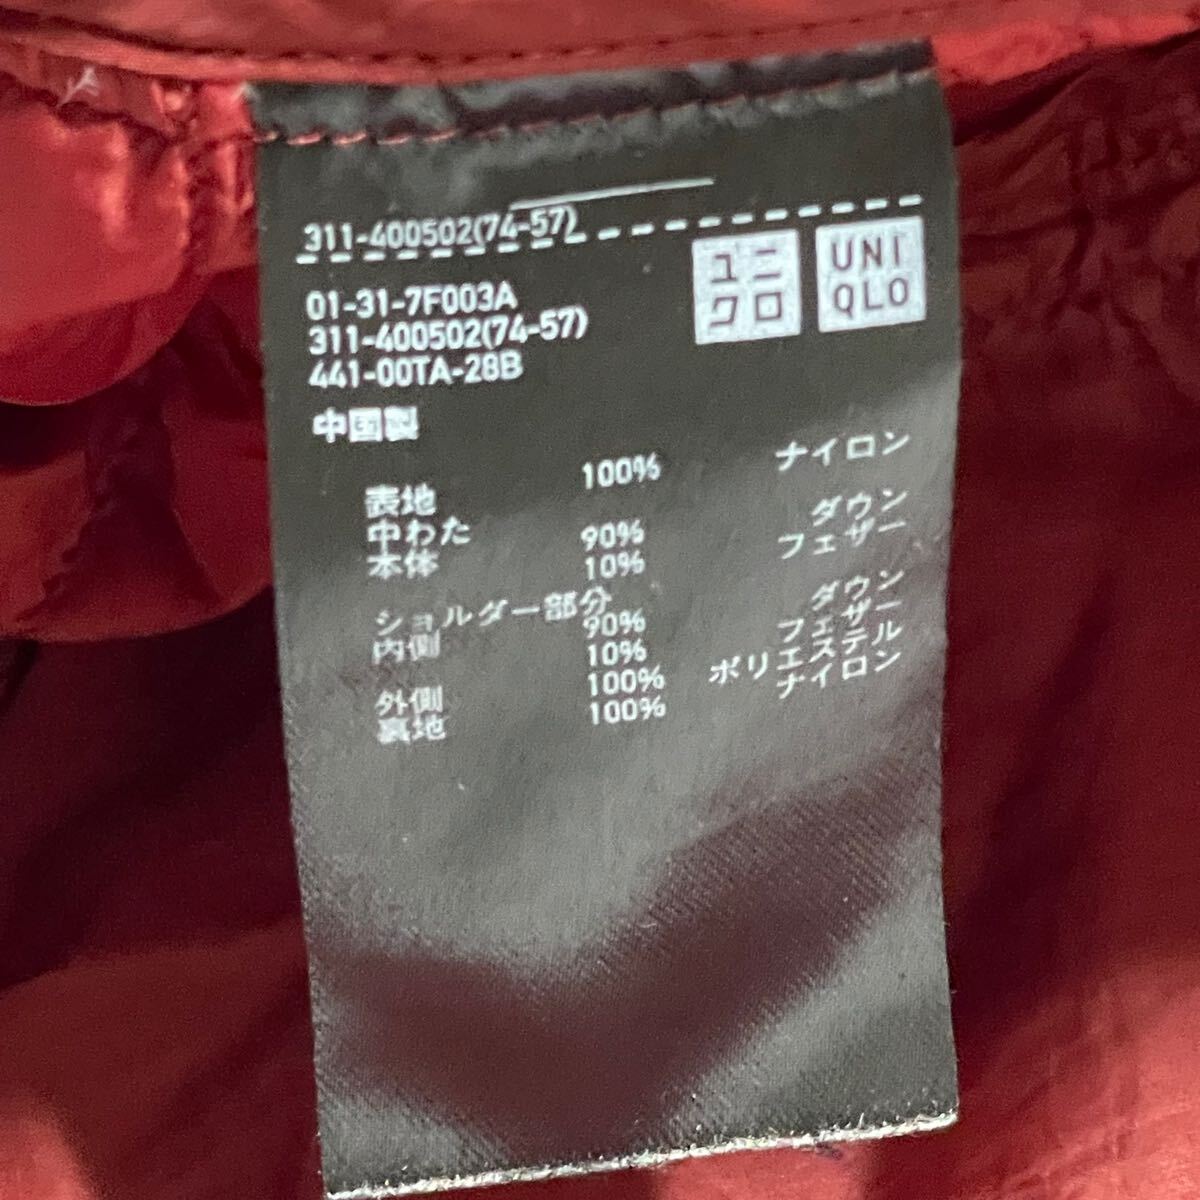 311-400502(74-57)
ユニ
クロ
UNI
QLO
01-31-7F003A
311-400502(74-57)
441-00TA-28B
中国製
表地 100% ナイロン
中わた
本体 90% ダウン
10% フェザー
ショルダー部分
内側 90% ダウン
10% フェザー
外側 100% ポリエステル
裏地 100% ナイロン